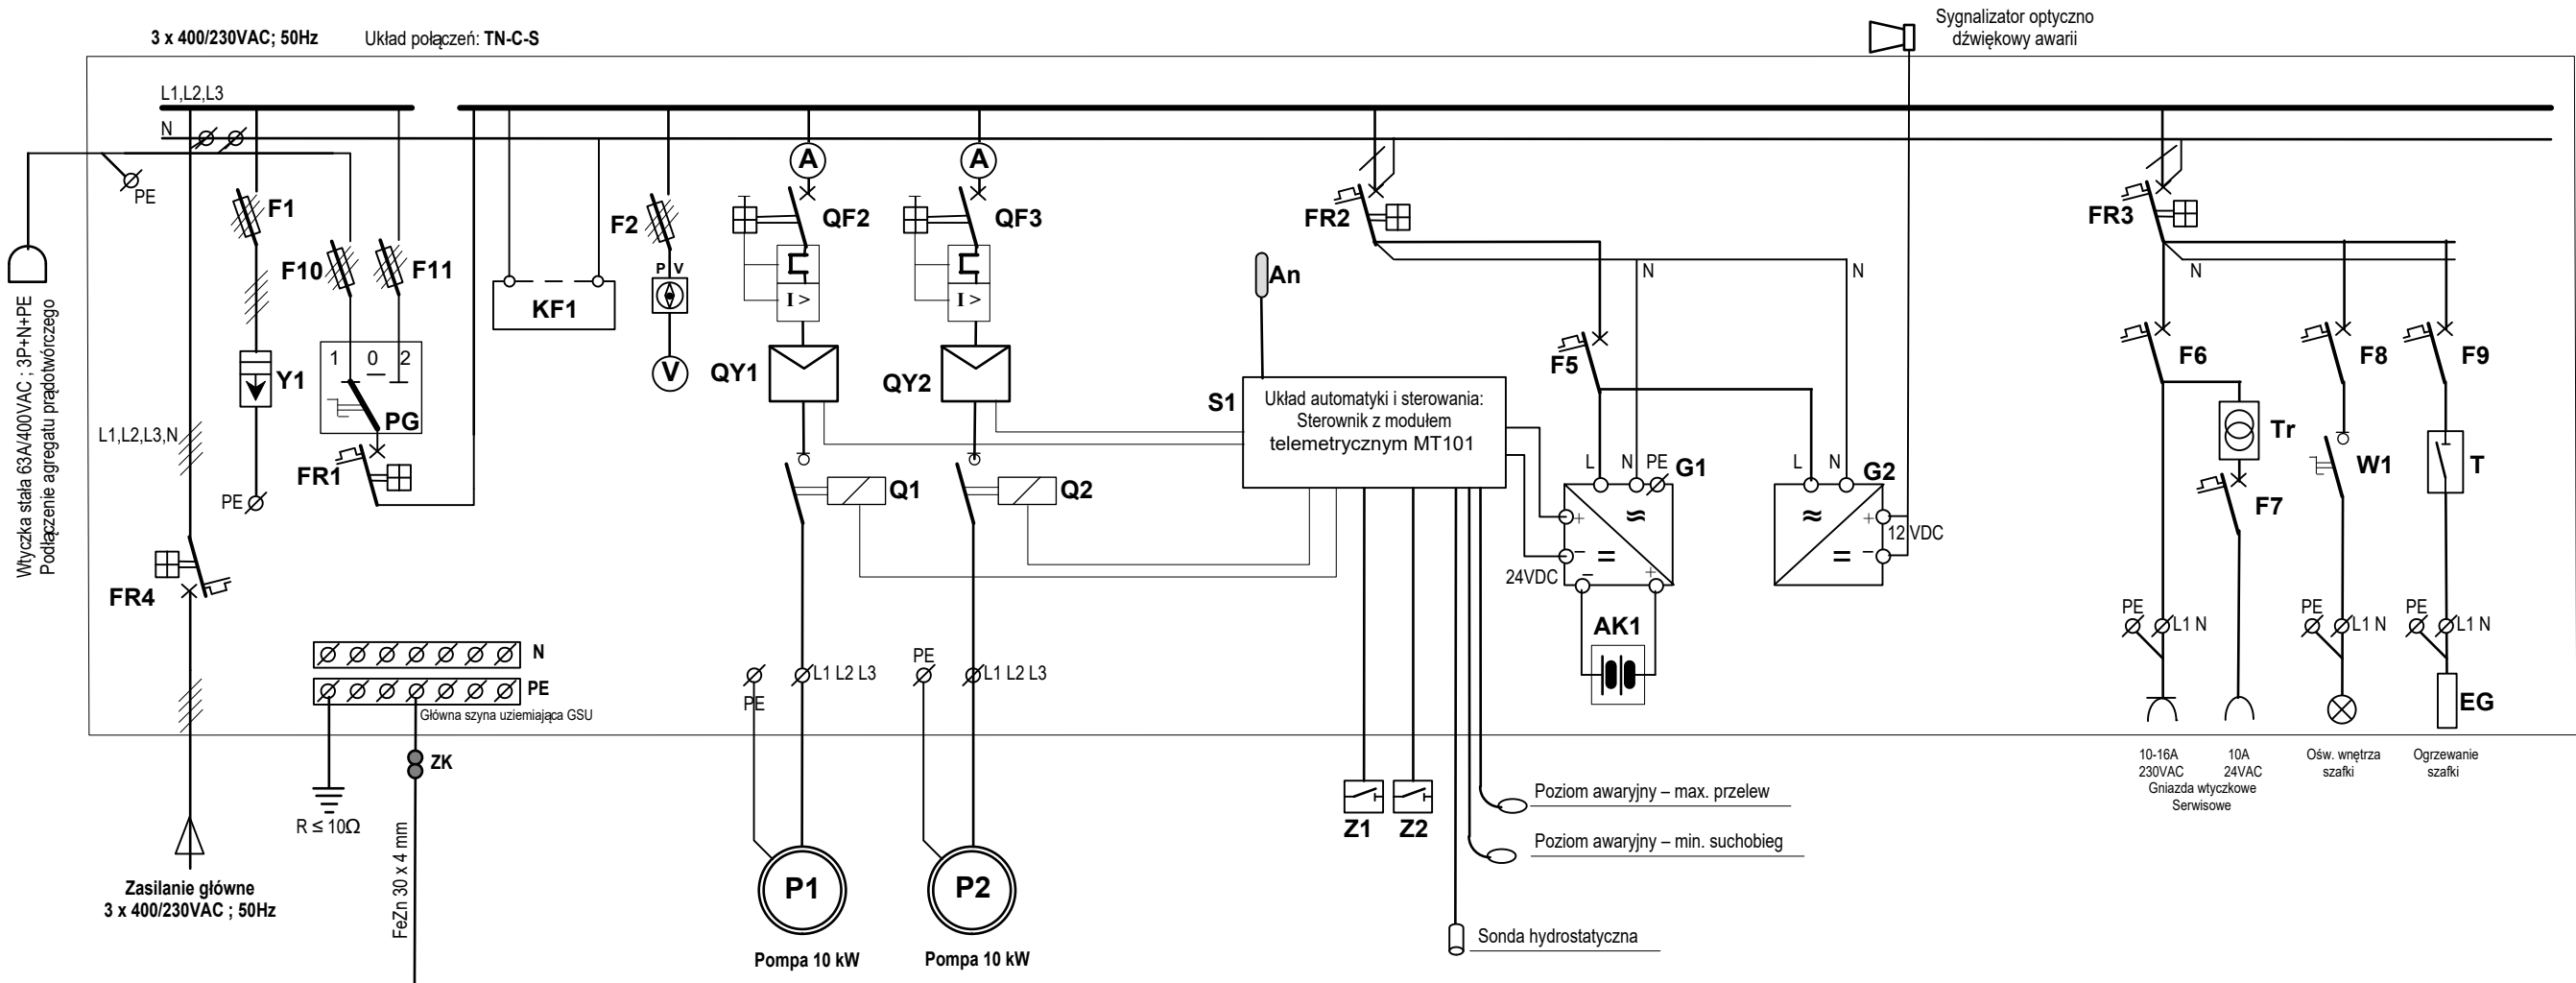 3 x 400/230VAC; 50Hz
Układ połączeń: TN-C-S
Sygnalizator optyczno
dźwiękowy awarii
L1,L2,L3
N
PE
Wtyczka stała 63A/400VAC ; 3P+N+PE
Podłączenie agregatu prądotwórczego
F1
F10
F11
Y1
1 0 2
PG
FR1
L1,L2,L3,N
PE
FR4
KF1
F2
P V
V
A
QF2
I >
QY1
Q1
A
QF3
I >
QY2
Q2
An
S1
Układ automatyki i sterowania:
Sterownik z modułem
telemetrycznym MT101
FR2
N
N
F5
L N PE
G1
+
−
≈
=
24VDC
− +
AK1
L N
G2
≈
=
+
−
12 VDC
FR3
N
F6
F8
F9
Tr
F7
W1
T
PE
L1 N
PE
L1 N
PE
L1 N
EG
10-16A
230VAC
10A
24VAC
Gniazda wtyczkowe
Serwisowe
Ośw. wnętrza
szafki
Ogrzewanie
szafki
N
PE
Główna szyna uziemiająca GSU
ZK
R ≤ 10Ω
FeZn 30 x 4 mm
Zasilanie główne
3 x 400/230VAC ; 50Hz
PE
L1 L2 L3
PE
L1 L2 L3
P1
P2
Pompa 10 kW
Pompa 10 kW
Z1
Z2
Poziom awaryjny – max. przelew
Poziom awaryjny – min. suchobieg
Sonda hydrostatyczna